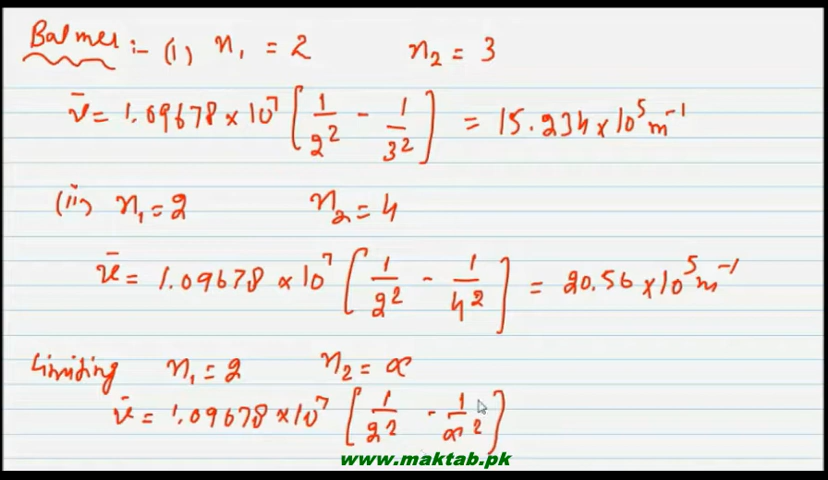 Balmer :- (i) n₁ = 2 n₂ = 3
ν̄ = 1.09678 × 10⁷ [1/2² - 1/3²] = 15.234 × 10⁵ m⁻¹
(ii) n₁ = 2 n₂ = 4
ν̄ = 1.09678 × 10⁷ [1/2² - 1/4²] = 20.56 × 10⁵ m⁻¹
Limiting n₁ = 2 n₂ = ∝
ν̄ = 1.09678 × 10⁷ [1/2² - 1/∝²]
www.maktab.pk